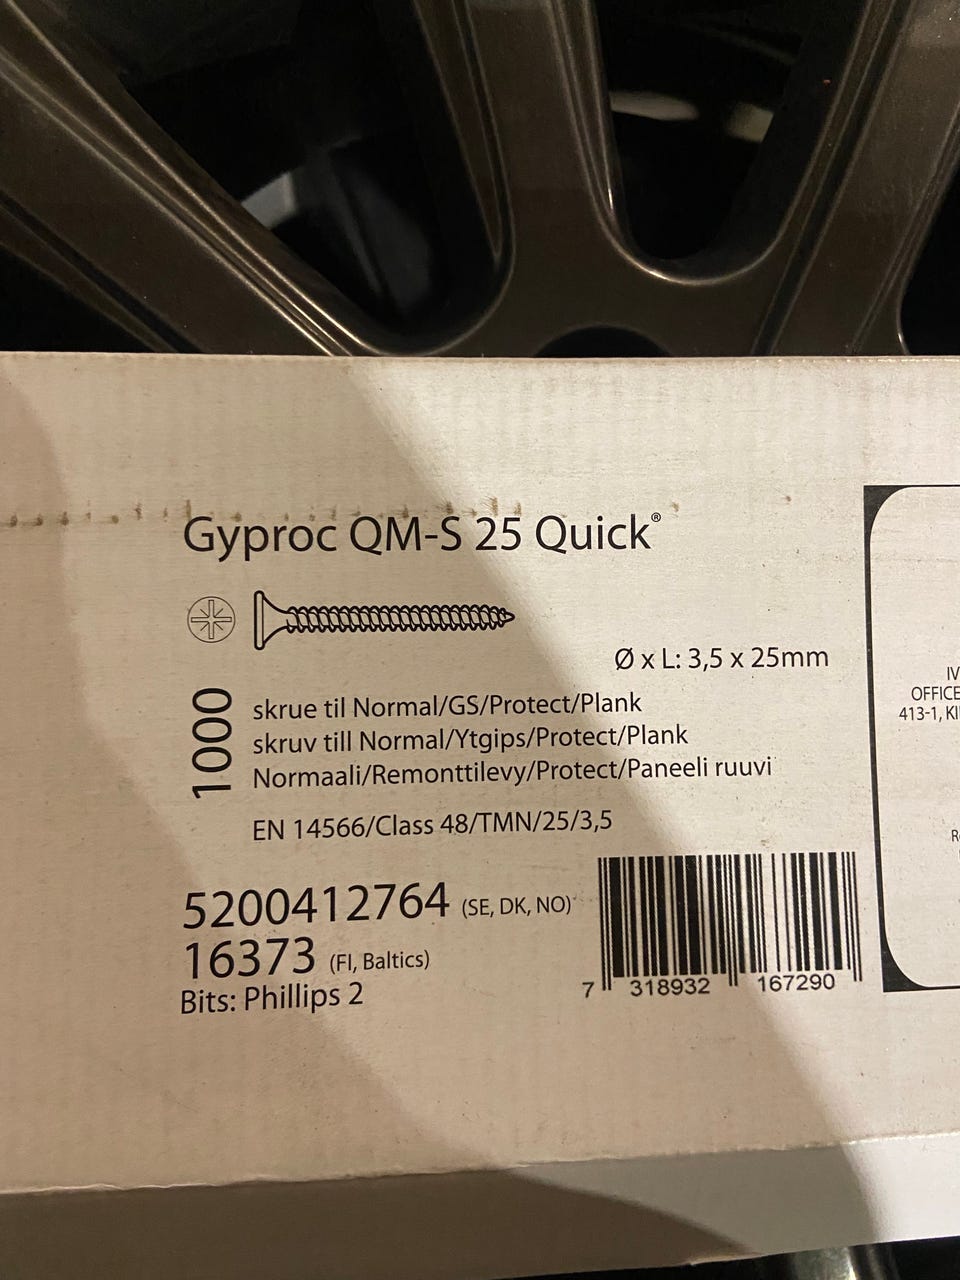 Gyproc QM-S 25 Quick®
Ø x L: 3,5 x 25mm
1000
skrue til Normal/GS/Protect/Plank
skruv till Normal/Ytgips/Protect/Plank
Normaali/Remonttilevy/Protect/Paneeli ruuvi
EN 14566/Class 48/TMN/25/3,5
5200412764 (SE, DK, NO)
16373 (FI, Baltics)
Bits: Phillips 2
7 318932 167290
IV
OFFICE
413-1, KI